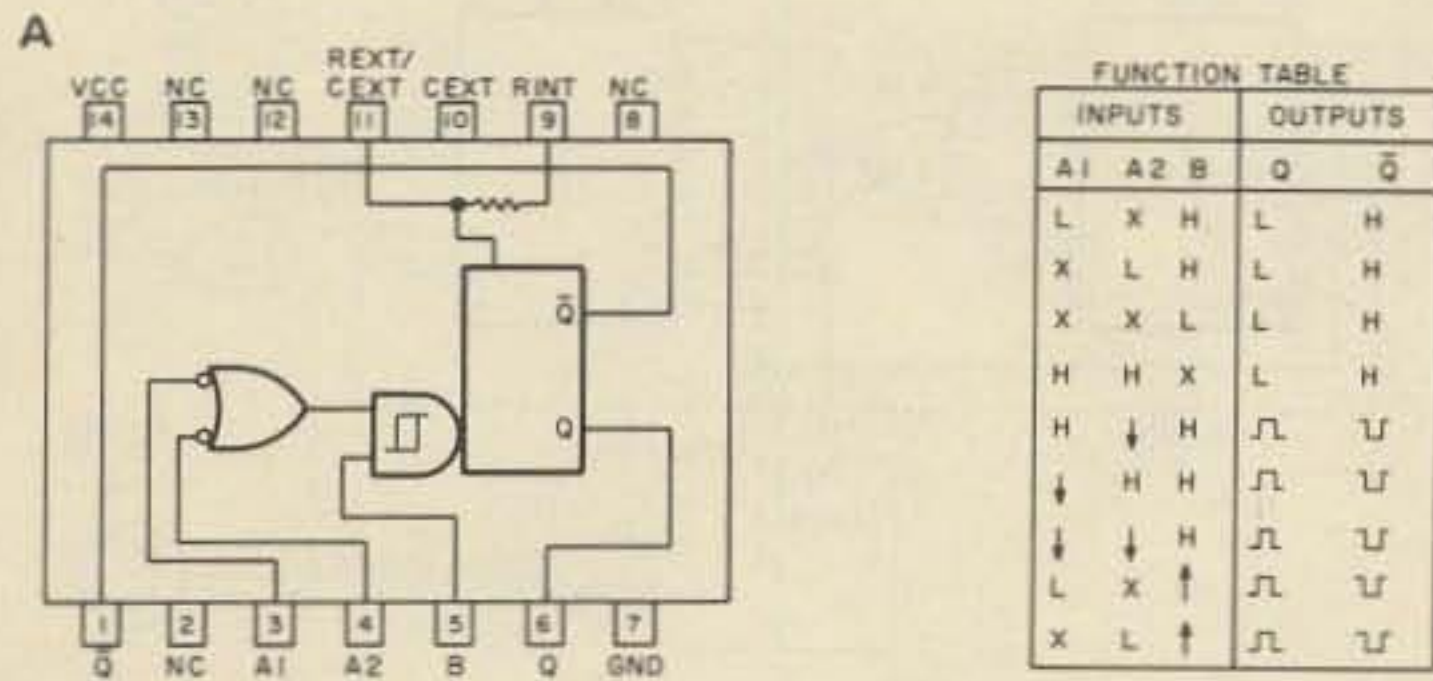 A
REXT/
VCC NC NC CEXT CEXT RINT NC
14 13 12 11 10 9 8
Q̄
Q
1 2 3 4 5 6 7
Q̄ NC A1 A2 B Q GND
FUNCTION TABLE
INPUTS OUTPUTS
A1 A2 B Q Q̄
L X H L H
X L H L H
X X L L H
H H X L H
H ↓ H ⎍ ⊔
↓ H H ⎍ ⊔
↓ ↓ H ⎍ ⊔
L X ↑ ⎍ ⊔
X L ↑ ⎍ ⊔